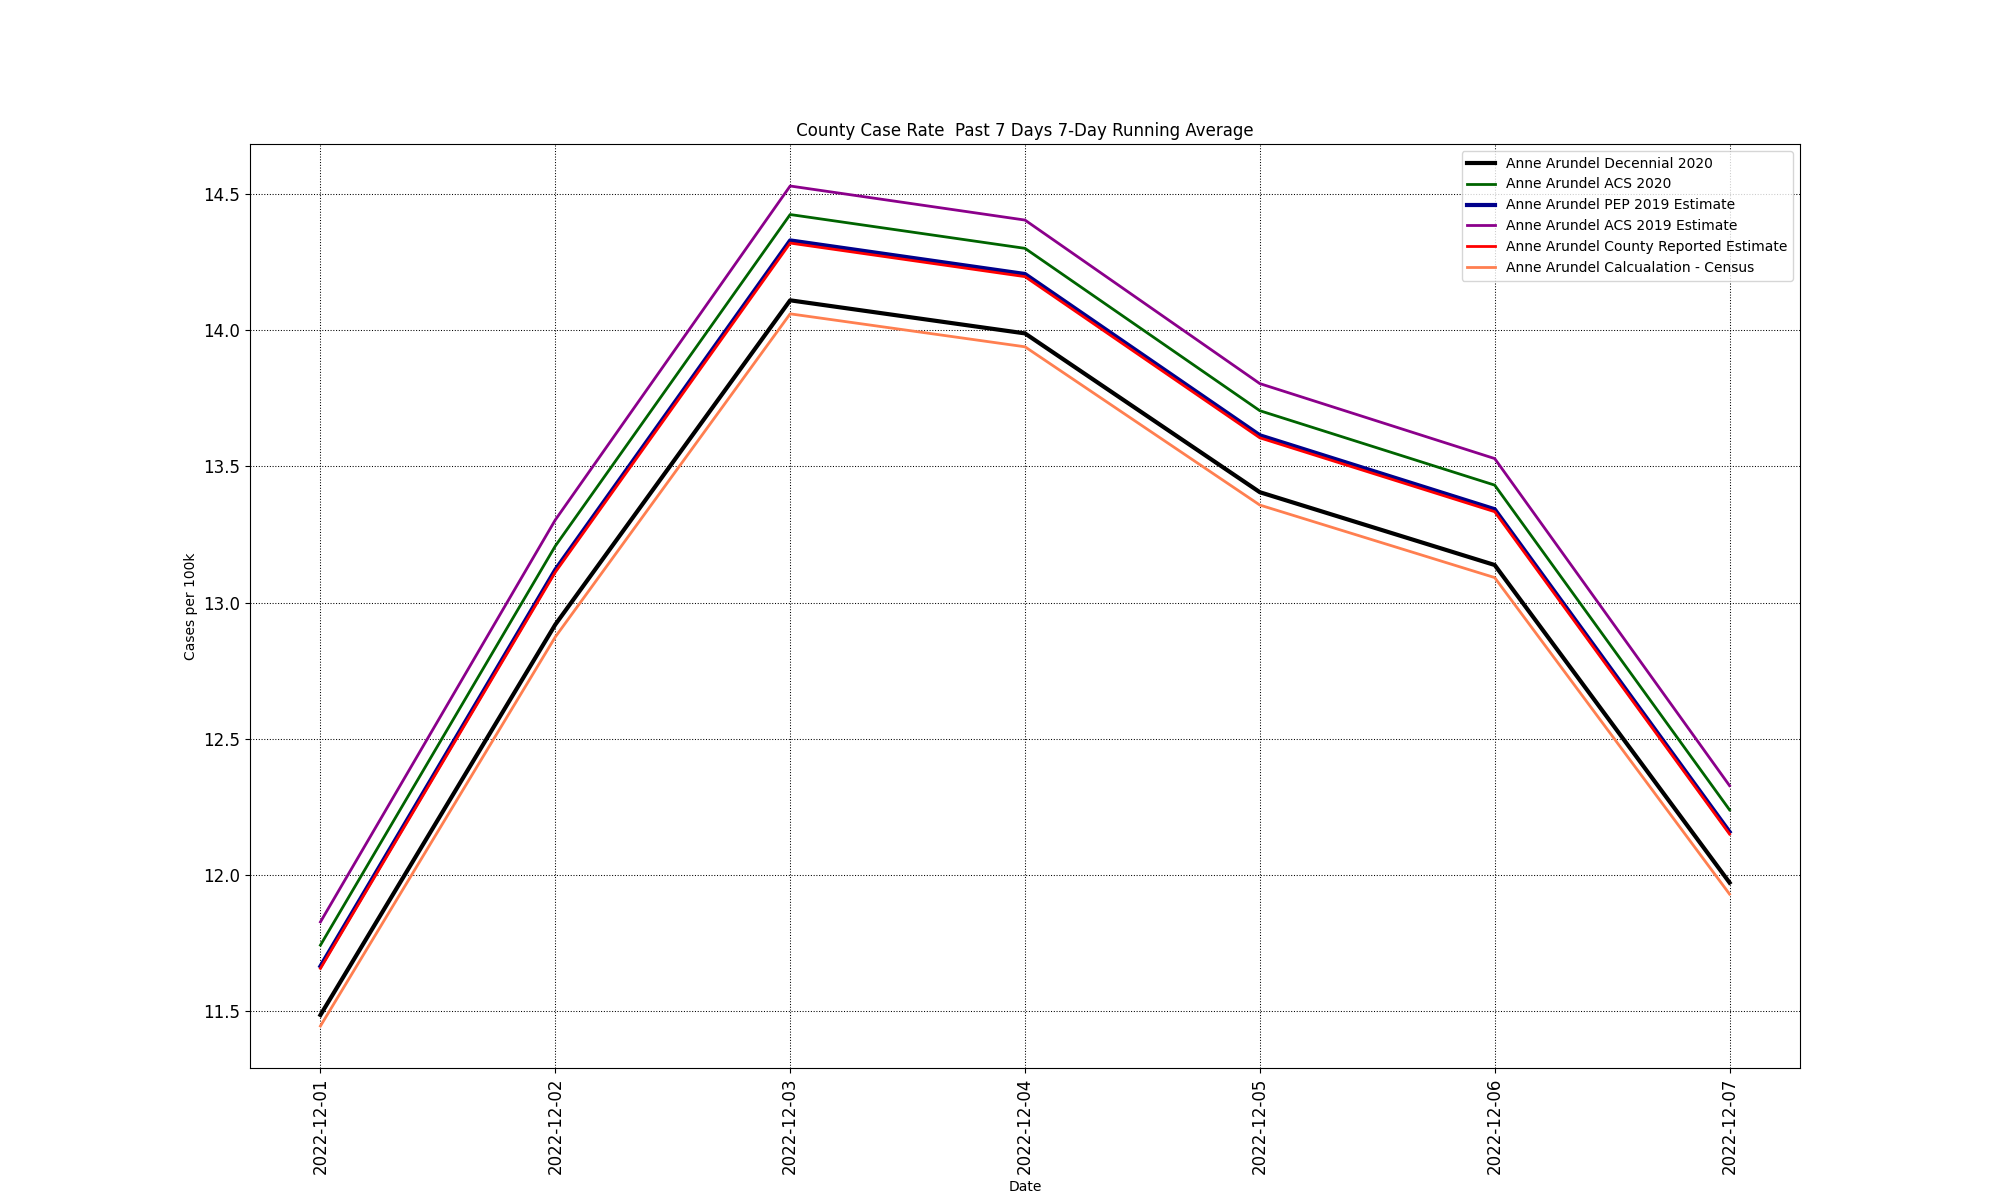 County Case Rate  Past 7 Days 7-Day Running Average
Anne Arundel Decennial 2020
Anne Arundel ACS 2020
Anne Arundel PEP 2019 Estimate
Anne Arundel ACS 2019 Estimate
Anne Arundel County Reported Estimate
Anne Arundel Calcualation - Census
14.5
14.0
13.5
13.0
12.5
12.0
11.5
Cases per 100k
2022-12-01
2022-12-02
2022-12-03
2022-12-04
2022-12-05
2022-12-06
2022-12-07
Date